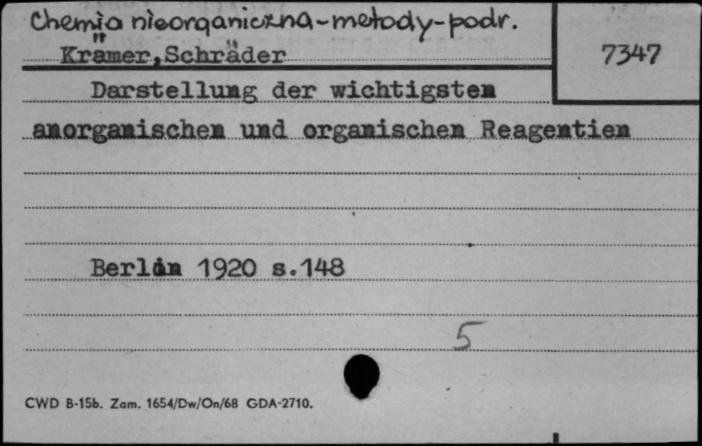 Chemia nieorganiczna-metody-podr.
Krämer, Schräder
7347
Darstellung der wichtigsten
anorganischen und organischen Reagentien
Berlin 1920 s.148
5
CWD B-15b. Zam. 1654/Dw/On/68 GDA-2710.